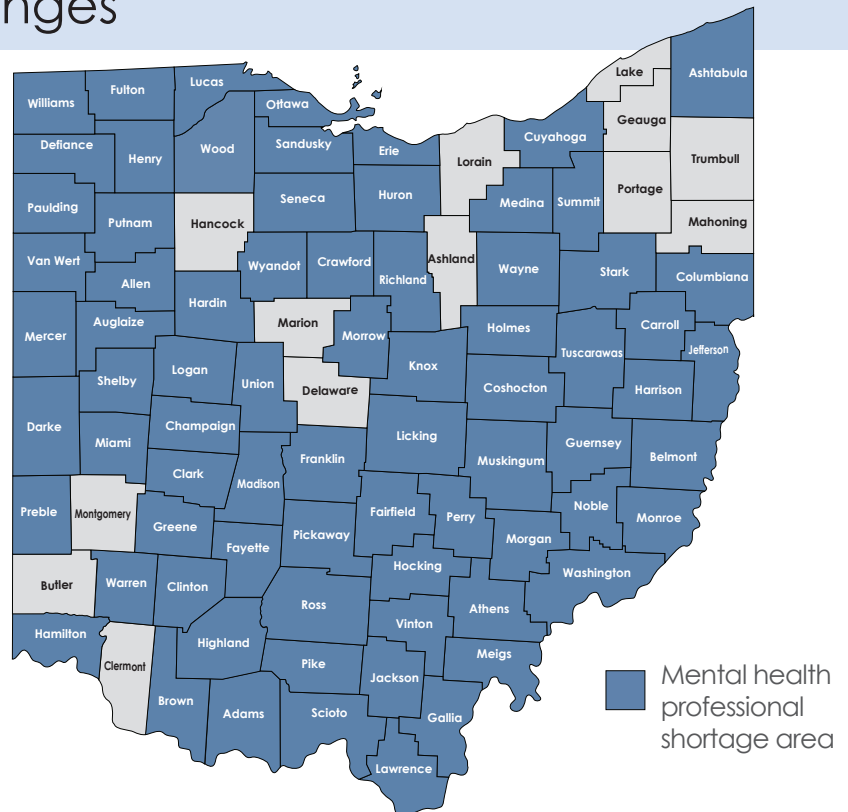 nges
Lake
Ashtabula
Lucas
Fulton
Williams
Ottawa
Geauga
Cuyahoga
Defiance
Henry
Wood
Sandusky
Erie
Lorain
Trumbull
Portage
Huron
Seneca
Medina
Summit
Paulding
Putnam
Hancock
Mahoning
Van Wert
Wyandot
Crawford
Richland
Ashland
Wayne
Stark
Columbiana
Allen
Hardin
Auglaize
Marion
Morrow
Holmes
Carroll
Mercer
Tuscarawas
Jefferson
Logan
Knox
Shelby
Union
Delaware
Coshocton
Harrison
Darke
Champaign
Licking
Miami
Guernsey
Belmont
Franklin
Muskingum
Clark
Madison
Preble
Montgomery
Fairfield
Perry
Noble
Monroe
Greene
Pickaway
Morgan
Fayette
Hocking
Washington
Butler
Warren
Clinton
Ross
Athens
Vinton
Hamilton
Highland
Meigs
Clermont
Pike
Jackson
Brown
Adams
Scioto
Gallia
Lawrence
Mental health
professional
shortage area